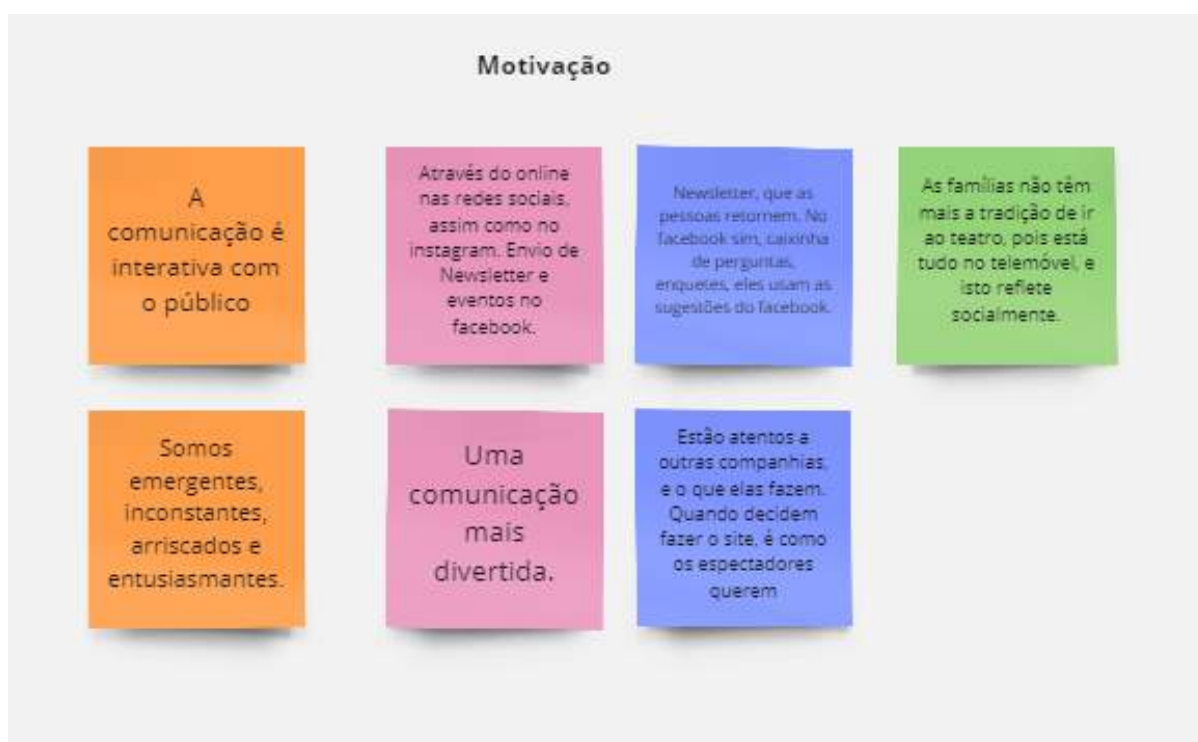 Motivação
A
comunicação é
interativa com
o público
Através do online
nas redes sociais,
assim como no
instagram. Envio de
Newsletter e
eventos no
facebook.
Newsletter, que as
pessoas retornem. No
facebook sim, caixinha
de perguntas,
enquetes, eles usam as
sugestões do facebook.
As famílias não têm
mais a tradição de ir
ao teatro, pois está
tudo no telemóvel, e
isto reflete
socialmente.
Somos
emergentes,
inconstantes,
arriscados e
entusiasmantes.
Uma
comunicação
mais
divertida.
Estão atentos a
outras companhias,
e o que elas fazem.
Quando decidem
fazer o site, é como
os espectadores
querem